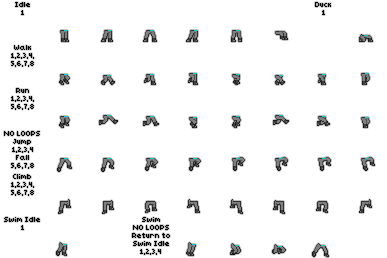 Idle
1
Duck
1
Walk
1,2,3,4,
5,6,7,8
Run
1,2,3,4,
5,6,7,8
NO LOOPS
Jump
1,2,3,4
Fall
5,6,7,8
Climb
1,2,3,4,
5,6,7,8
Swim Idle
1
Swim
NO LOOPS
Return to
Swim Idle
1,2,3,4